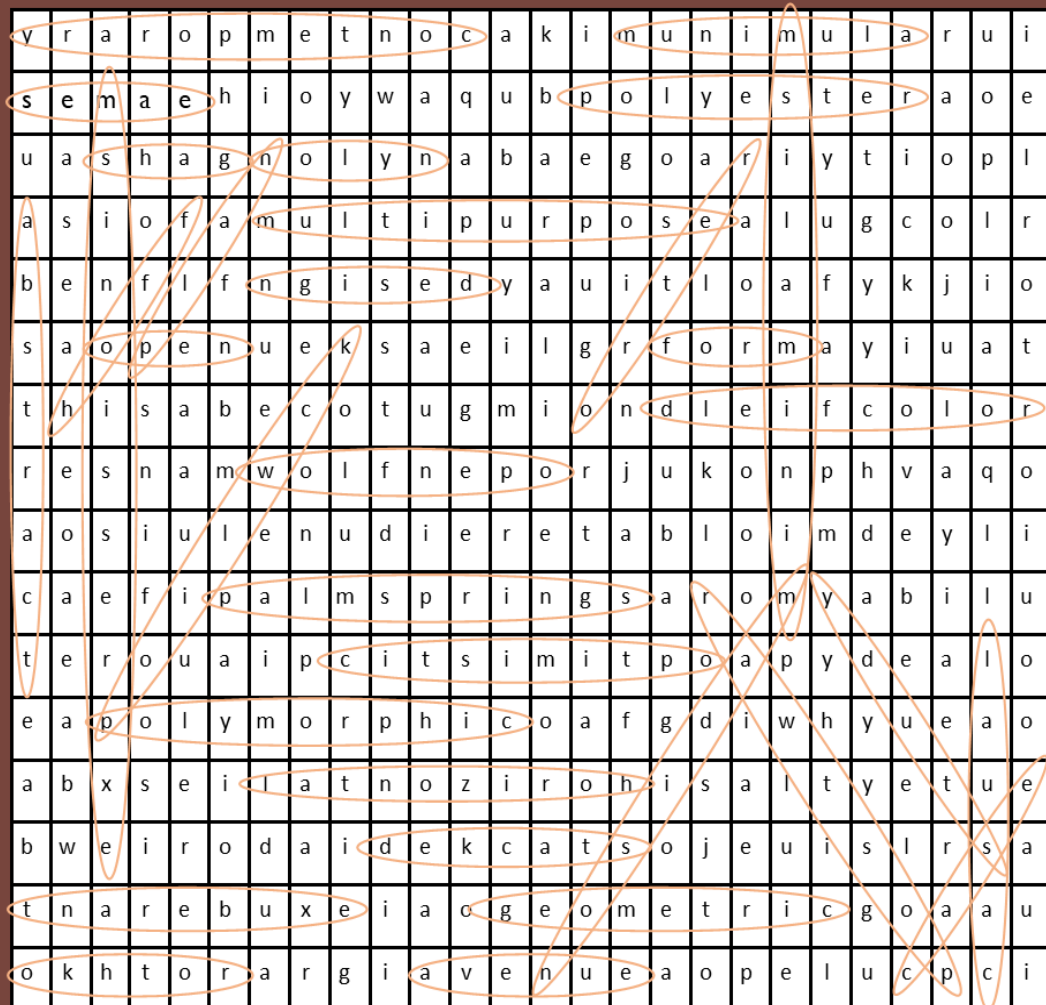 y r a r o p m e t n o c a k i m u n i m u l a r u i
s e m a e h i o y w a q u b p o l y e s t e r a o e
u a s h a g n o l y n a b a e g o a r i y t i o p l
a s i o f a m u l t i p u r p o s e a l u g c o l r
b e n f l f n g i s e d y a u i t l o a f y k j i o
s a o p e n u e k s a e i l g r f o r m a y i u a t
t h i s a b e c o t u g m i o n d l e i f c o l o r
r e s n a m w o l f n e p o r j u k o n p h v a q o
a o s i u l e n u d i e r e t a b l o i m d e y l i
c a e f i p a l m s p r i n g s a r o m y a b i l u
t e r o u a i p c i t s i m i t p o a p y d e a l o
e a p o l y m o r p h i c o a f g d i w h y u e a o
a b x s e i l a t n o z i r o h i s a l t y e t u e
b w e i r o d a i d e k c a t s o j e u i s l r s a
t n a r e b u x e i a c g e o m e t r i c g o a a u
o k h t o r a r g i a v e n u e a o p e l u c p c i